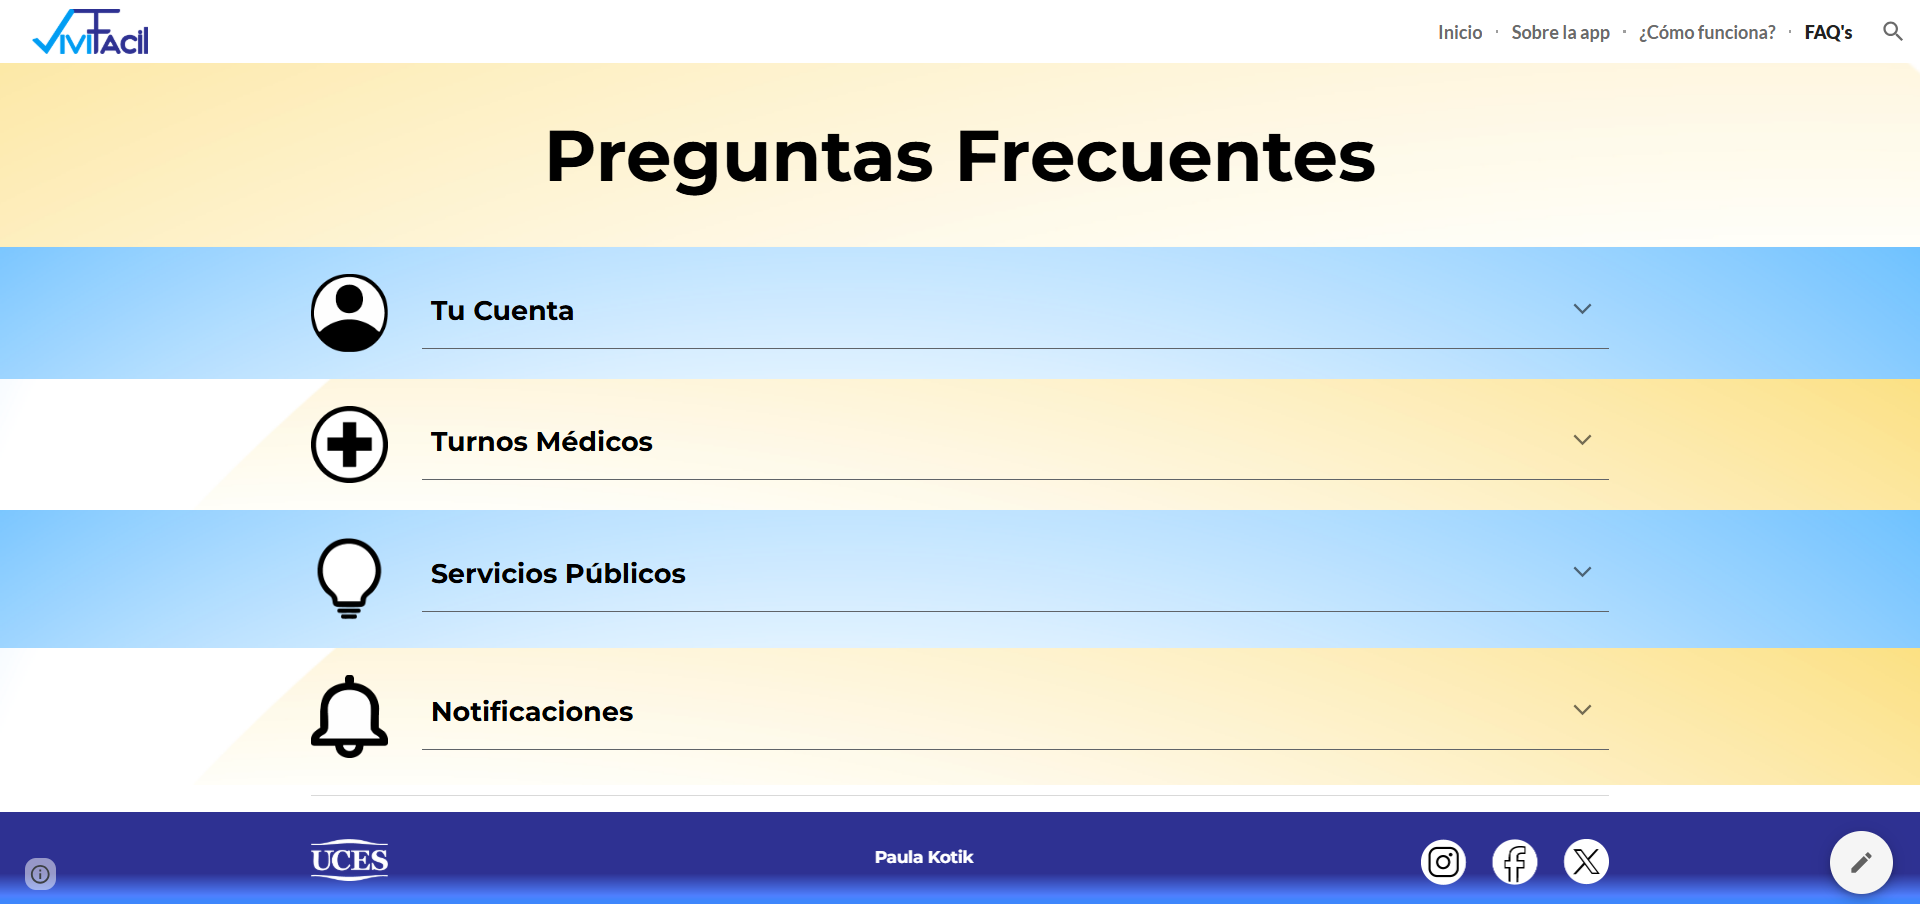 ViviFácil
Inicio · Sobre la app · ¿Cómo funciona? · FAQ's
Preguntas Frecuentes
Tu Cuenta
Turnos Médicos
Servicios Públicos
Notificaciones
UCES
Paula Kotik